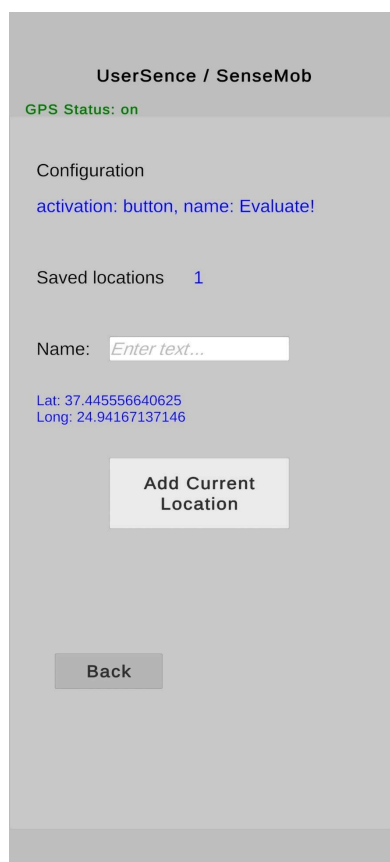 UserSence / SenseMob
GPS Status: on
Configuration
activation: button, name: Evaluate!
Saved locations 1
Name: Enter text...
Lat: 37.445556640625
Long: 24.94167137146
Add Current
Location
Back